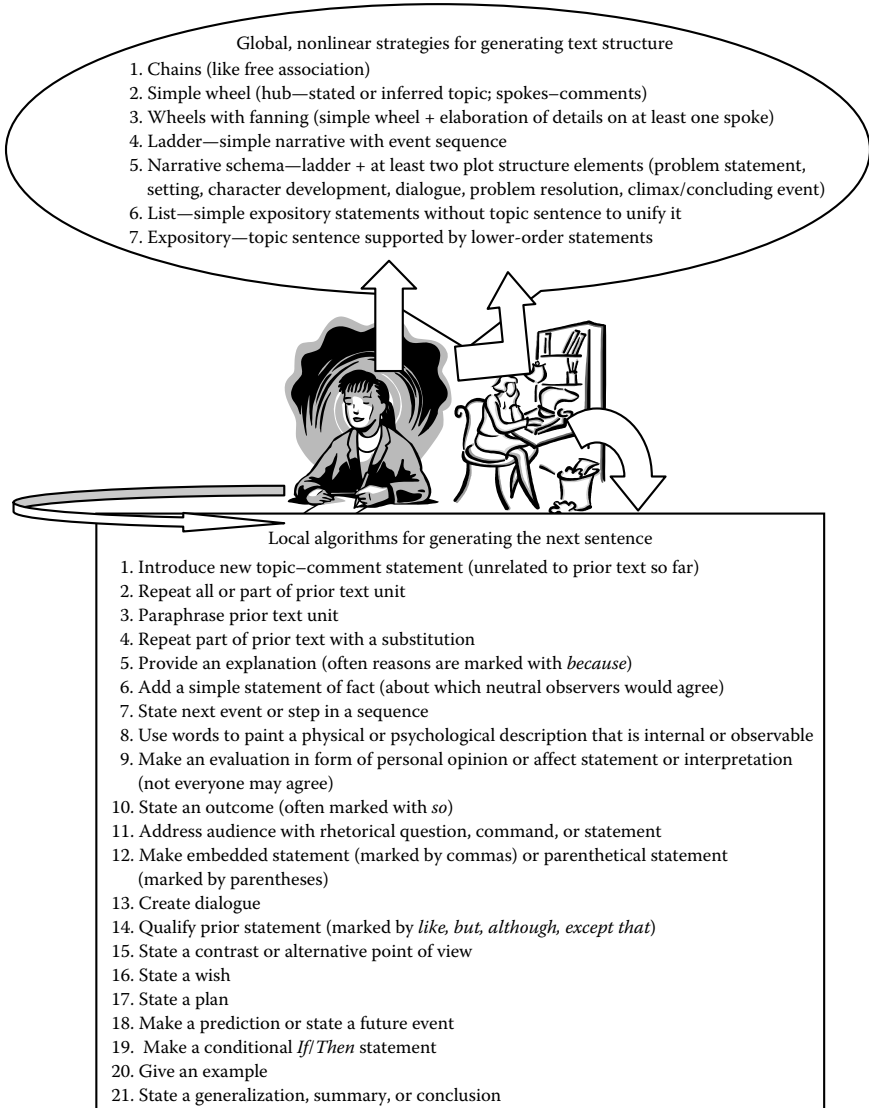 Global, nonlinear strategies for generating text structure
1. Chains (like free association)
2. Simple wheel (hub—stated or inferred topic; spokes–comments)
3. Wheels with fanning (simple wheel + elaboration of details on at least one spoke)
4. Ladder—simple narrative with event sequence
5. Narrative schema—ladder + at least two plot structure elements (problem statement,
setting, character development, dialogue, problem resolution, climax/concluding event)
6. List—simple expository statements without topic sentence to unify it
7. Expository—topic sentence supported by lower-order statements
Local algorithms for generating the next sentence
1. Introduce new topic–comment statement (unrelated to prior text so far)
2. Repeat all or part of prior text unit
3. Paraphrase prior text unit
4. Repeat part of prior text with a substitution
5. Provide an explanation (often reasons are marked with because)
6. Add a simple statement of fact (about which neutral observers would agree)
7. State next event or step in a sequence
8. Use words to paint a physical or psychological description that is internal or observable
9. Make an evaluation in form of personal opinion or affect statement or interpretation
(not everyone may agree)
10. State an outcome (often marked with so)
11. Address audience with rhetorical question, command, or statement
12. Make embedded statement (marked by commas) or parenthetical statement
(marked by parentheses)
13. Create dialogue
14. Qualify prior statement (marked by like, but, although, except that)
15. State a contrast or alternative point of view
16. State a wish
17. State a plan
18. Make a prediction or state a future event
19. Make a conditional If/Then statement
20. Give an example
21. State a generalization, summary, or conclusion